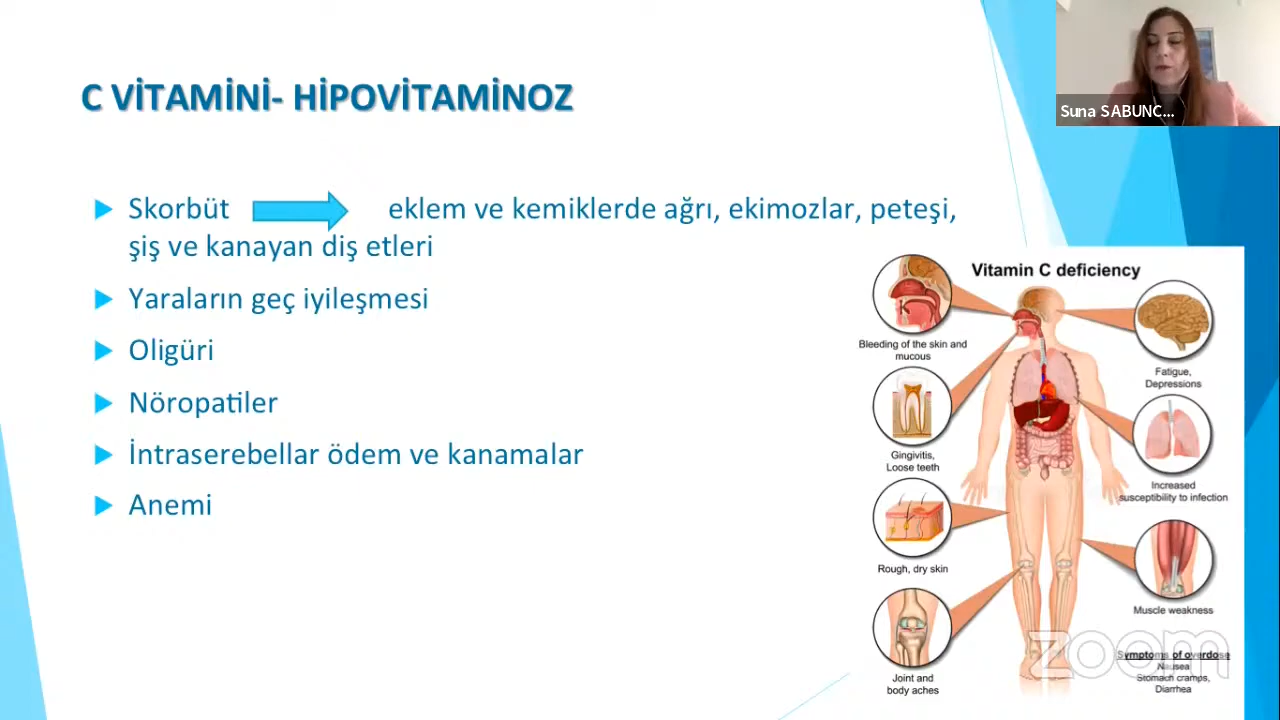 C VİTAMİNİ- HİPOVİTAMİNOZ
Suna SABUNC...
Skorbüt eklem ve kemiklerde ağrı, ekimozlar, peteşi,
şiş ve kanayan diş etleri
Yaraların geç iyileşmesi
Oligüri
Nöropatiler
İntraserebellar ödem ve kanamalar
Anemi
Vitamin C deficiency
Bleeding of the skin and
mucous
Fatigue,
Depressions
Gingivitis,
Loose teeth
Increased
susceptibility to infection
Rough, dry skin
Muscle weakness
Joint and
body aches
Symptoms of overdose
Nausea
Stomach cramps,
Diarrhea
zoom